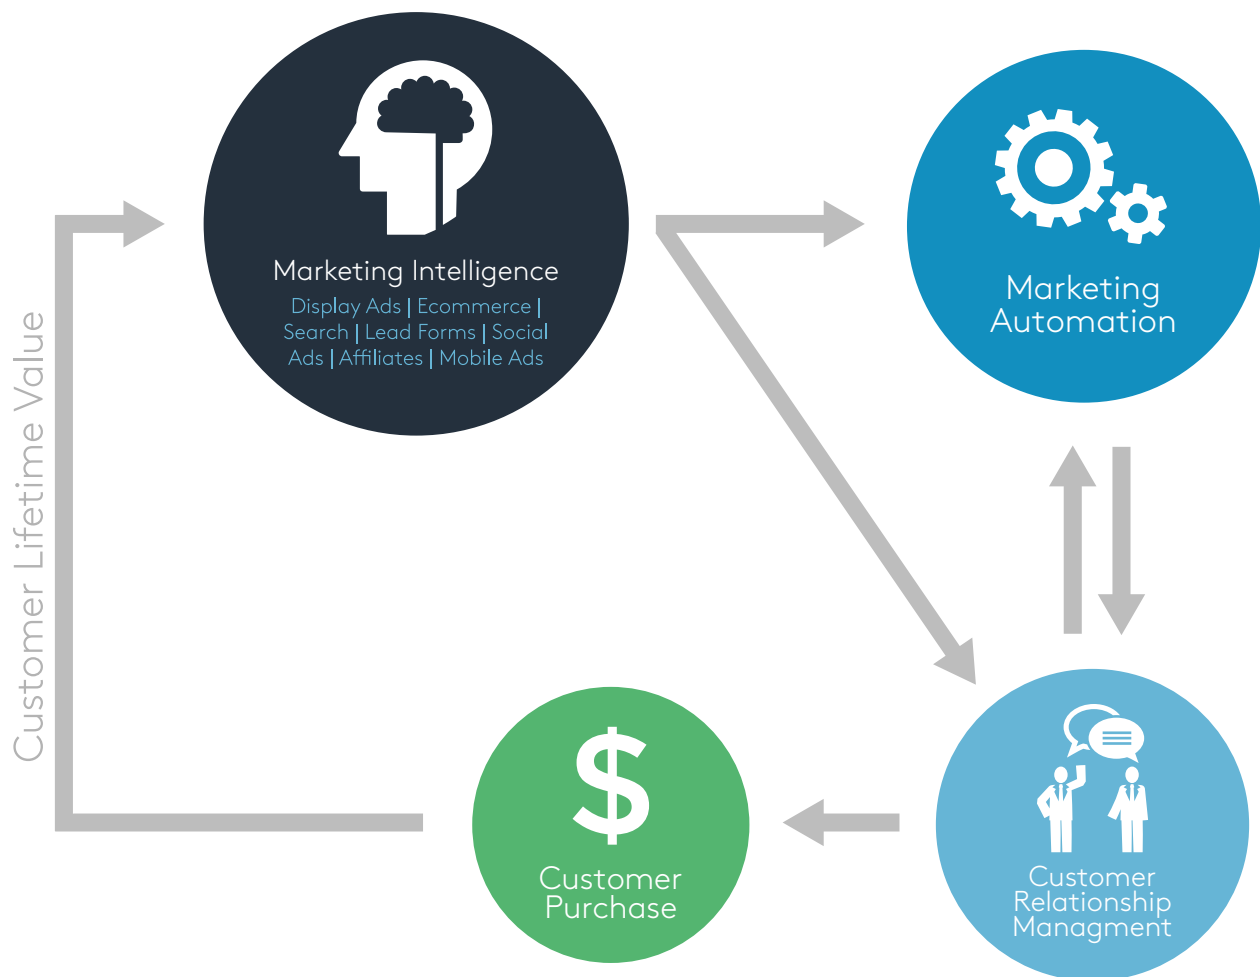 Marketing Intelligence
Display Ads | Ecommerce |
Search | Lead Forms | Social
Ads | Affiliates | Mobile Ads
Marketing
Automation
Customer Lifetime Value
$
Customer
Purchase
Customer
Relationship
Managment